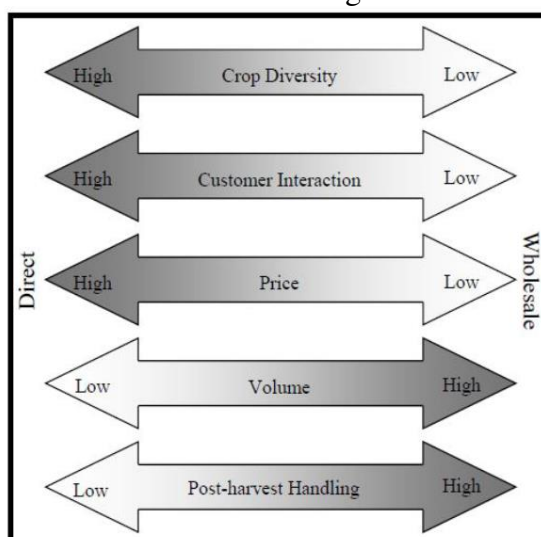 High Crop Diversity Low
High Customer Interaction Low
High Price Low
Low Volume High
Low Post-harvest Handling High
Direct
Wholesale